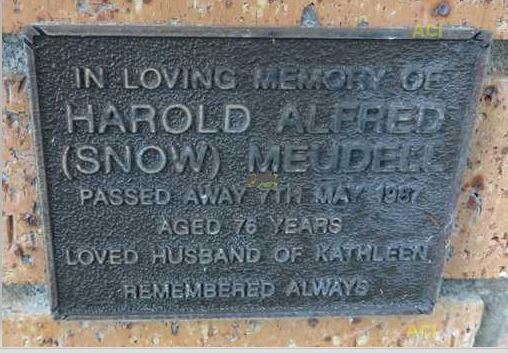 ACI
IN LOVING MEMORY OF
HAROLD ALFRED
(SNOW) MEUDELL
PASSED AWAY 7TH MAY 1987
AGED 76 YEARS
LOVED HUSBAND OF KATHLEEN
REMEMBERED ALWAYS
ACI